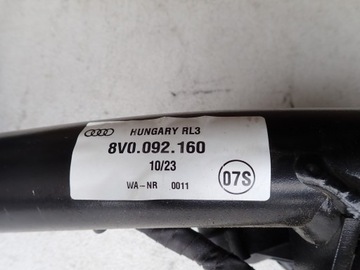 HUNGARY RL3
8V0.092.160
10/23
WA-NR 0011
07S